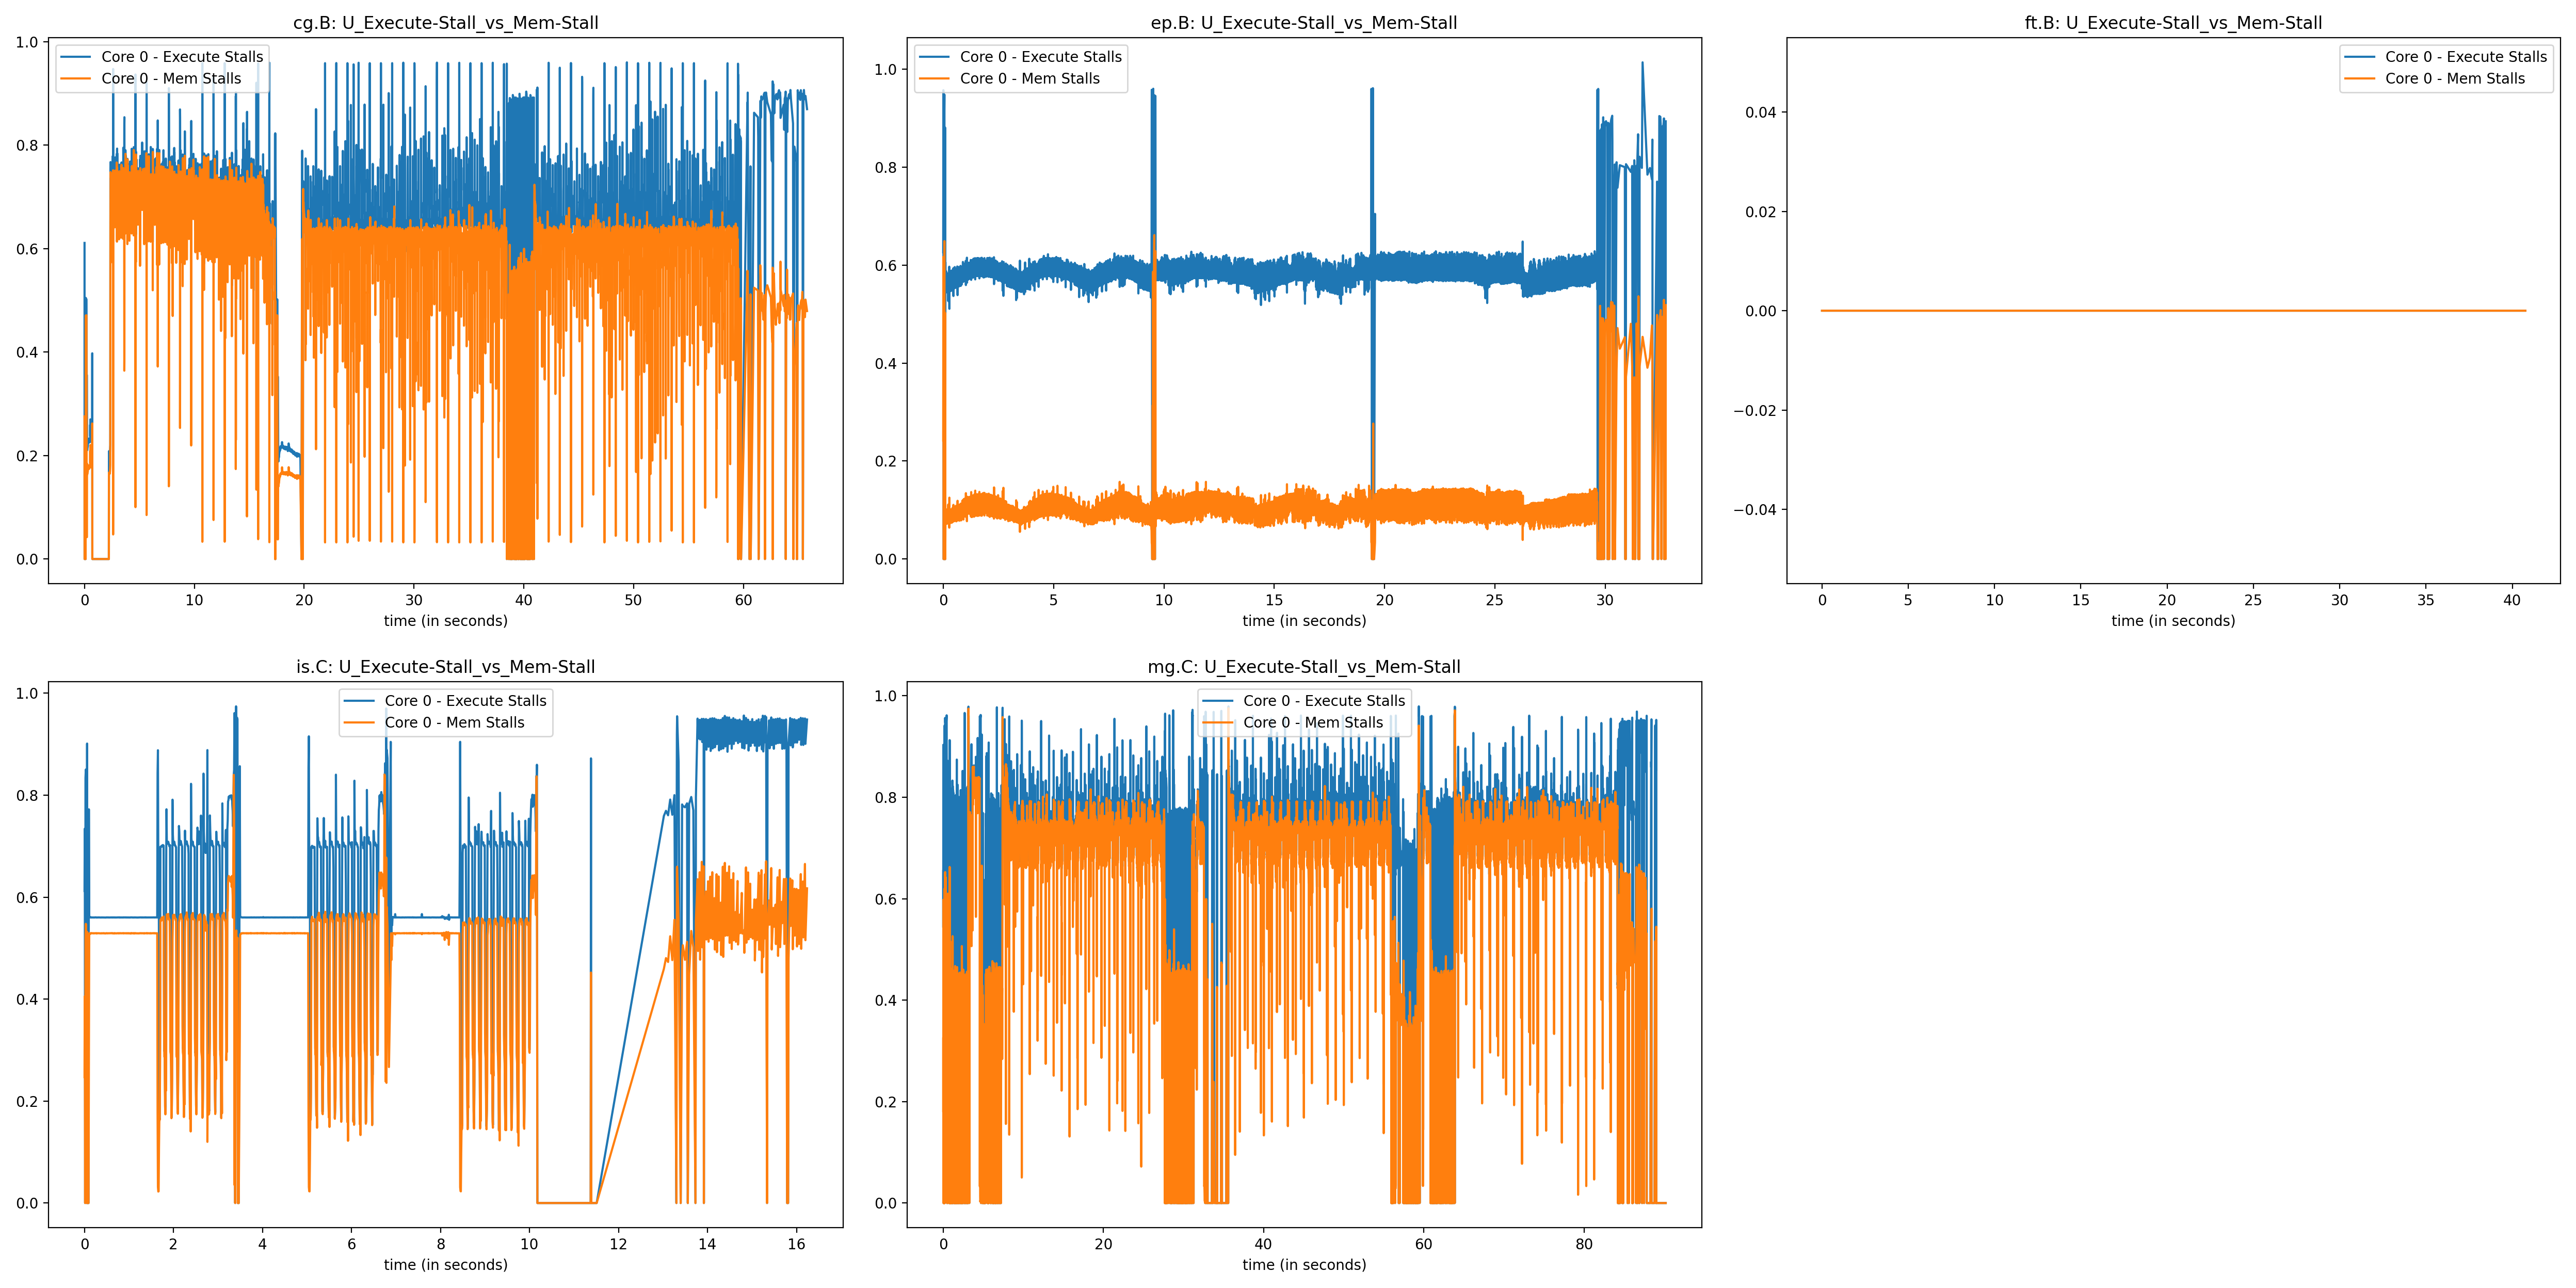 cg.B: U_Execute-Stall_vs_Mem-Stall
1.0
0.8
0.6
0.4
0.2
0.0
Core 0 - Execute Stalls
Core 0 - Mem Stalls
0 10 20 30 40 50 60
time (in seconds)
ep.B: U_Execute-Stall_vs_Mem-Stall
1.0
0.8
0.6
0.4
0.2
0.0
Core 0 - Execute Stalls
Core 0 - Mem Stalls
0 5 10 15 20 25 30
time (in seconds)
ft.B: U_Execute-Stall_vs_Mem-Stall
0.04
0.02
0.00
−0.02
−0.04
Core 0 - Execute Stalls
Core 0 - Mem Stalls
0 5 10 15 20 25 30 35 40
time (in seconds)
is.C: U_Execute-Stall_vs_Mem-Stall
1.0
0.8
0.6
0.4
0.2
0.0
Core 0 - Execute Stalls
Core 0 - Mem Stalls
0 2 4 6 8 10 12 14 16
time (in seconds)
mg.C: U_Execute-Stall_vs_Mem-Stall
1.0
0.8
0.6
0.4
0.2
0.0
Core 0 - Execute Stalls
Core 0 - Mem Stalls
0 20 40 60 80
time (in seconds)